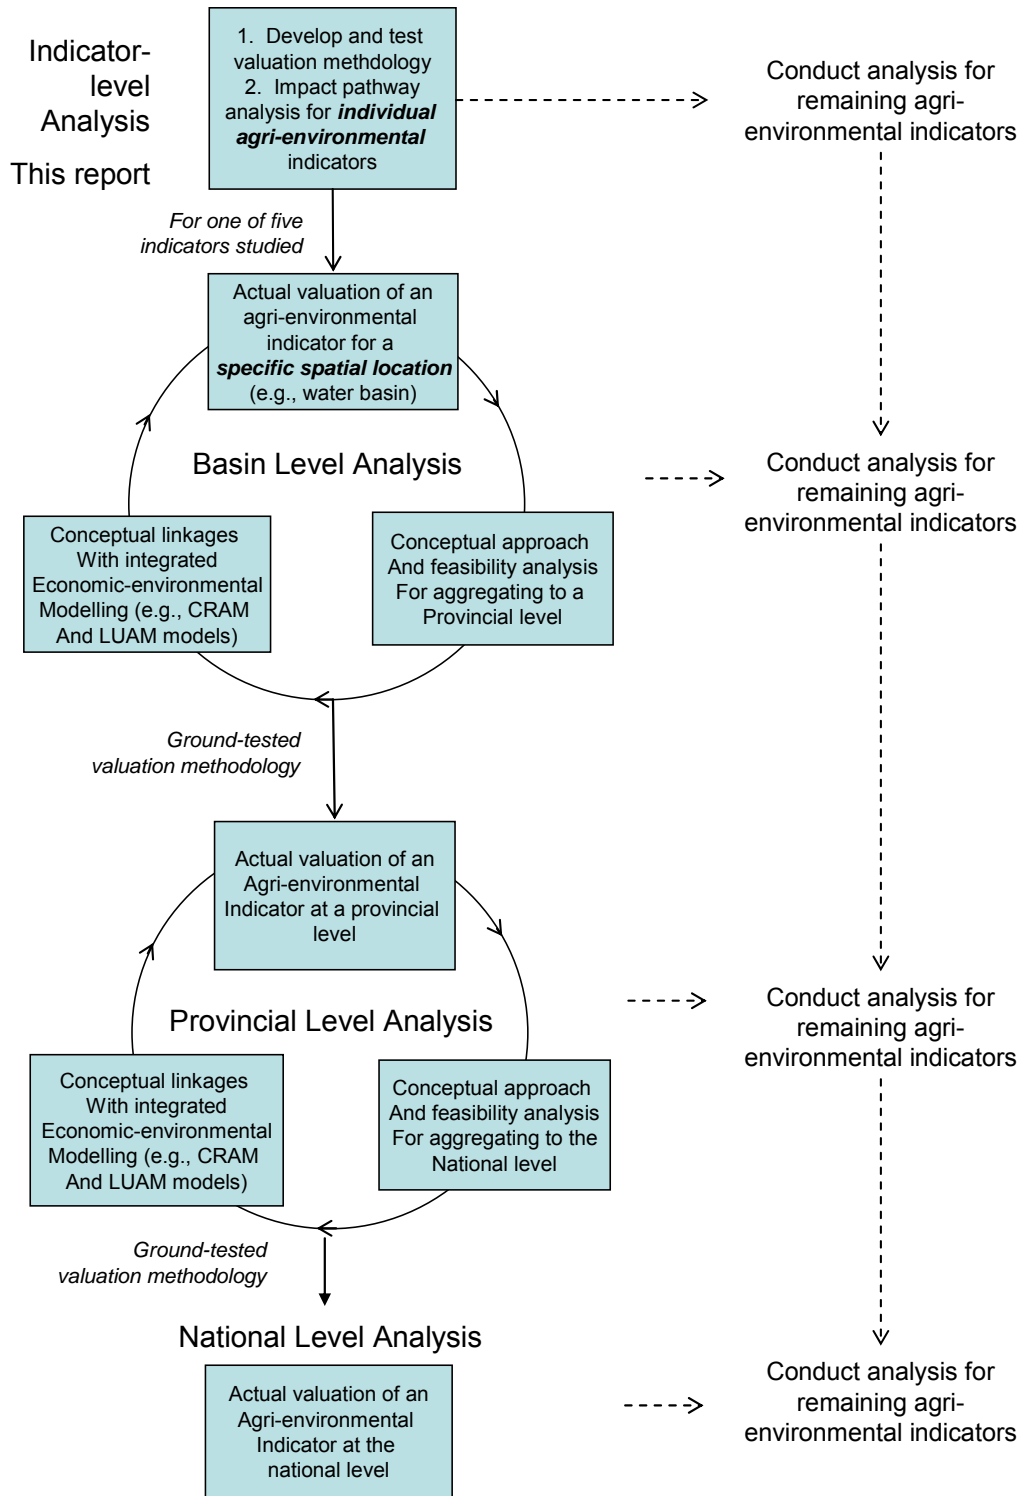 Indicator-
level
Analysis
This report
1. Develop and test
valuation methdology
2. Impact pathway
analysis for individual
agri-environmental
indicators
Conduct analysis for
remaining agri-
environmental indicators
For one of five
indicators studied
Actual valuation of an
agri-environmental
indicator for a
specific spatial location
(e.g., water basin)
Basin Level Analysis
Conduct analysis for
remaining agri-
environmental indicators
Conceptual linkages
With integrated
Economic-environmental
Modelling (e.g., CRAM
And LUAM models)
Conceptual approach
And feasibility analysis
For aggregating to a
Provincial level
Ground-tested
valuation methodology
Actual valuation of an
Agri-environmental
Indicator at a provincial
level
Provincial Level Analysis
Conduct analysis for
remaining agri-
environmental indicators
Conceptual linkages
With integrated
Economic-environmental
Modelling (e.g., CRAM
And LUAM models)
Conceptual approach
And feasibility analysis
For aggregating to the
National level
Ground-tested
valuation methodology
National Level Analysis
Actual valuation of an
Agri-environmental
Indicator at the
national level
Conduct analysis for
remaining agri-
environmental indicators